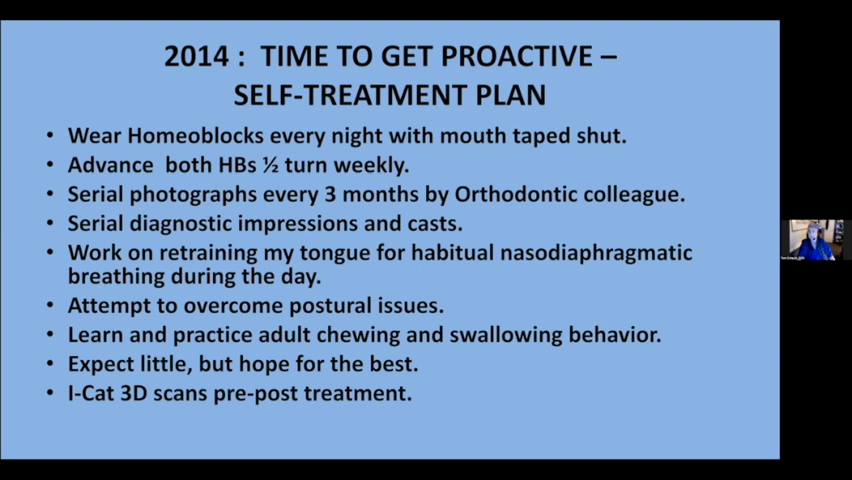 2014 :  TIME TO GET PROACTIVE –
SELF-TREATMENT PLAN
• Wear Homeoblocks every night with mouth taped shut.
• Advance  both HBs ½ turn weekly.
• Serial photographs every 3 months by Orthodontic colleague.
• Serial diagnostic impressions and casts.
• Work on retraining my tongue for habitual nasodiaphragmatic
breathing during the day.
• Attempt to overcome postural issues.
• Learn and practice adult chewing and swallowing behavior.
• Expect little, but hope for the best.
• I-Cat 3D scans pre-post treatment.